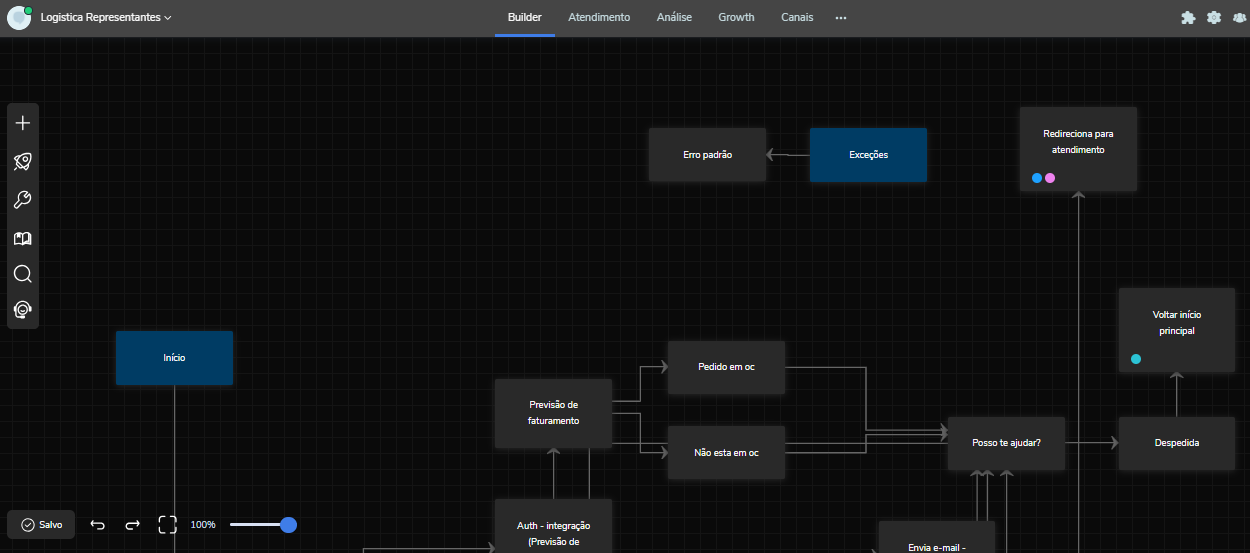 Logistica Representantes
Builder
Atendimento
Análise
Growth
Canais
Redireciona para
atendimento
Erro padrão
Exceções
Voltar início
principal
Início
Pedido em oc
Previsão de
faturamento
Posso te ajudar?
Despedida
Não esta em oc
Salvo
100%
Auth - integração
(Previsão de
Envia e-mail -